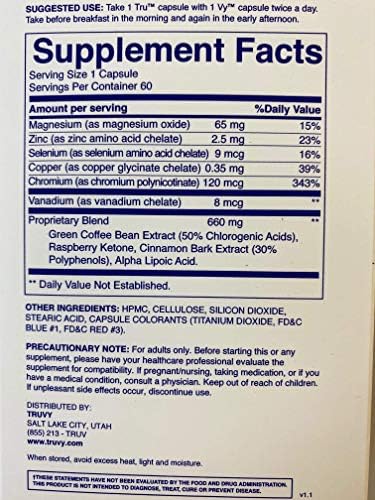 SUGGESTED USE: Take 1 Tru™ capsule with 1 Vy™ capsule twice a day.
Take before breakfast in the morning and again in the early afternoon.
Supplement Facts
Serving Size 1 Capsule
Servings Per Container 60
Amount per serving %Daily Value
Magnesium (as magnesium oxide) 65 mg 15%
Zinc (as zinc amino acid chelate) 2.5 mg 23%
Selenium (as selenium amino acid chelate) 9 mcg 16%
Copper (as copper glycinate chelate) 0.35 mg 39%
Chromium (as chromium polynicotinate) 120 mcg 343%
Vanadium (as vanadium chelate) 8 mcg **
Proprietary Blend 660 mg **
Green Coffee Bean Extract (50% Chlorogenic Acids),
Raspberry Ketone, Cinnamon Bark Extract (30%
Polyphenols), Alpha Lipoic Acid.
** Daily Value Not Established.
OTHER INGREDIENTS: HPMC, CELLULOSE, SILICON DIOXIDE,
STEARIC ACID, CAPSULE COLORANTS (TITANIUM DIOXIDE, FD&C
BLUE #1, FD&C RED #3).
PRECAUTIONARY NOTE: For adults only. Before starting this or any
supplement, please have your healthcare professional evaluate the
supplement for compatibility. If pregnant/nursing, taking medication, or if you
have a medical condition, consult a physician. Keep out of reach of children.
If unpleasant side effects occur, discontinue use.
DISTRIBUTED BY:
TRUVY
SALT LAKE CITY, UTAH
(855) 213 - TRUV
www.truvy.com
When stored, avoid excess heat, light and moisture.
†THESE STATEMENTS HAVE NOT BEEN EVALUATED BY THE FOOD AND DRUG ADMINISTRATION.
THIS PRODUCT IS NOT INTENDED TO DIAGNOSE, TREAT, CURE OR PREVENT DISEASE.
v1.1